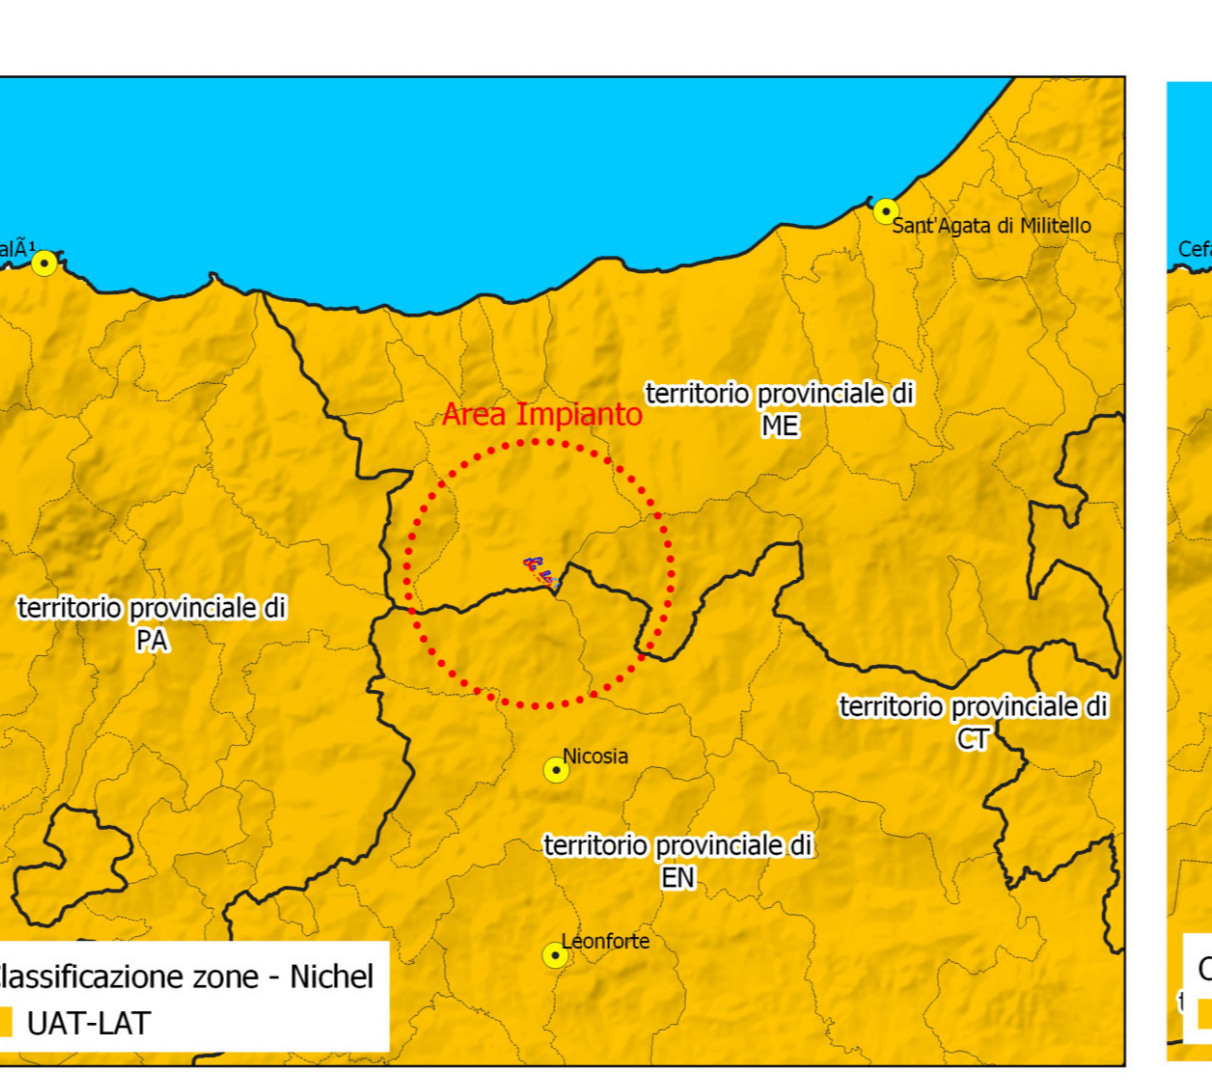 Sant'Agata di Militello
alÃ¹
Cefa
territorio provinciale di
ME
Area Impianto
territorio provinciale di
PA
territorio provinciale di
CT
Nicosia
territorio provinciale di
EN
Leonforte
lassificazione zone - Nichel
UAT-LAT
C
t